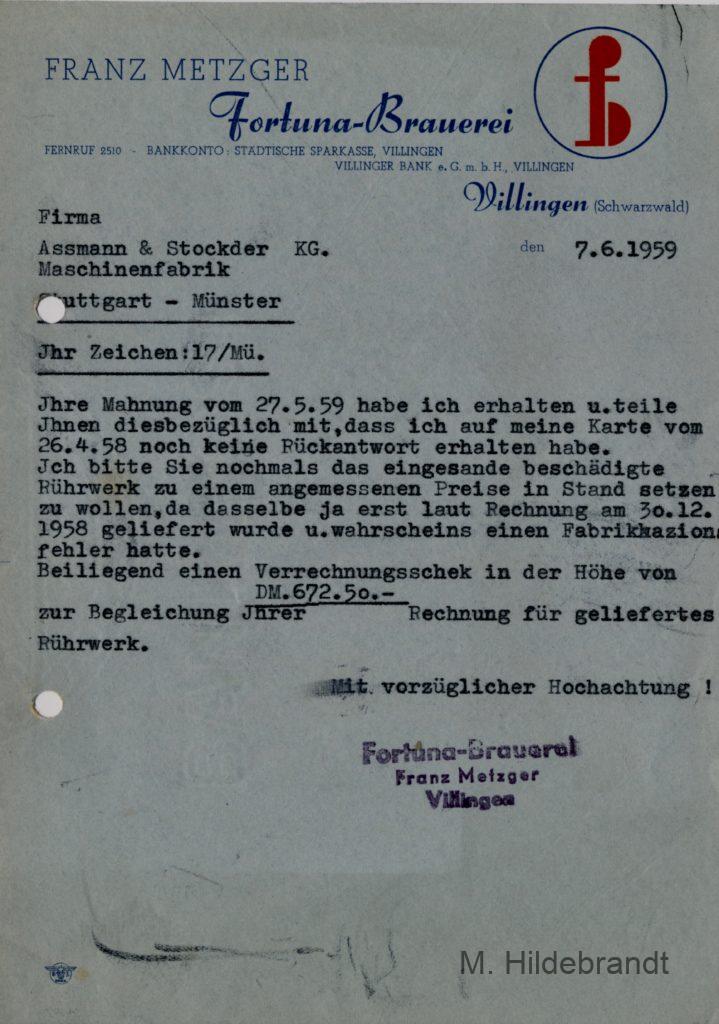 FRANZ METZGER
Fortuna-Brauerei
fb
FERNRUF 2510 - BANKKONTO: STÄDTISCHE SPARKASSE, VILLINGEN
VILLINGER BANK e. G. m. b. H., VILLINGEN
Villingen (Schwarzwald)
Firma
Assmann & Stockder KG.
den 7.6.1959
Maschinenfabrik
Stuttgart - Münster
Jhr Zeichen:17/Mü.
Jhre Mahnung vom 27.5.59 habe ich erhalten u.teile
Jhnen diesbezüglich mit,dass ich auf meine Karte vom
26.4.58 noch keine Rückantwort erhalten habe.
Jch bitte Sie nochmals das eingesande beschädigte
Rührwerk zu einem angemessenen Preise in Stand setzen
zu wollen,da dasselbe ja erst laut Rechnung am 3o.12.
1958 geliefert wurde u.wahrscheins einen Fabrikkazion
fehler hatte.
Beiliegend einen Verrechnungsschek in der Höhe von
DM.672.5o.-
zur Begleichung Jhrer Rechnung für geliefertes
Rührwerk.
Mit vorzüglicher Hochachtung !
Fortuna-Brauerei
Franz Metzger
Villingen
M. Hildebrandt